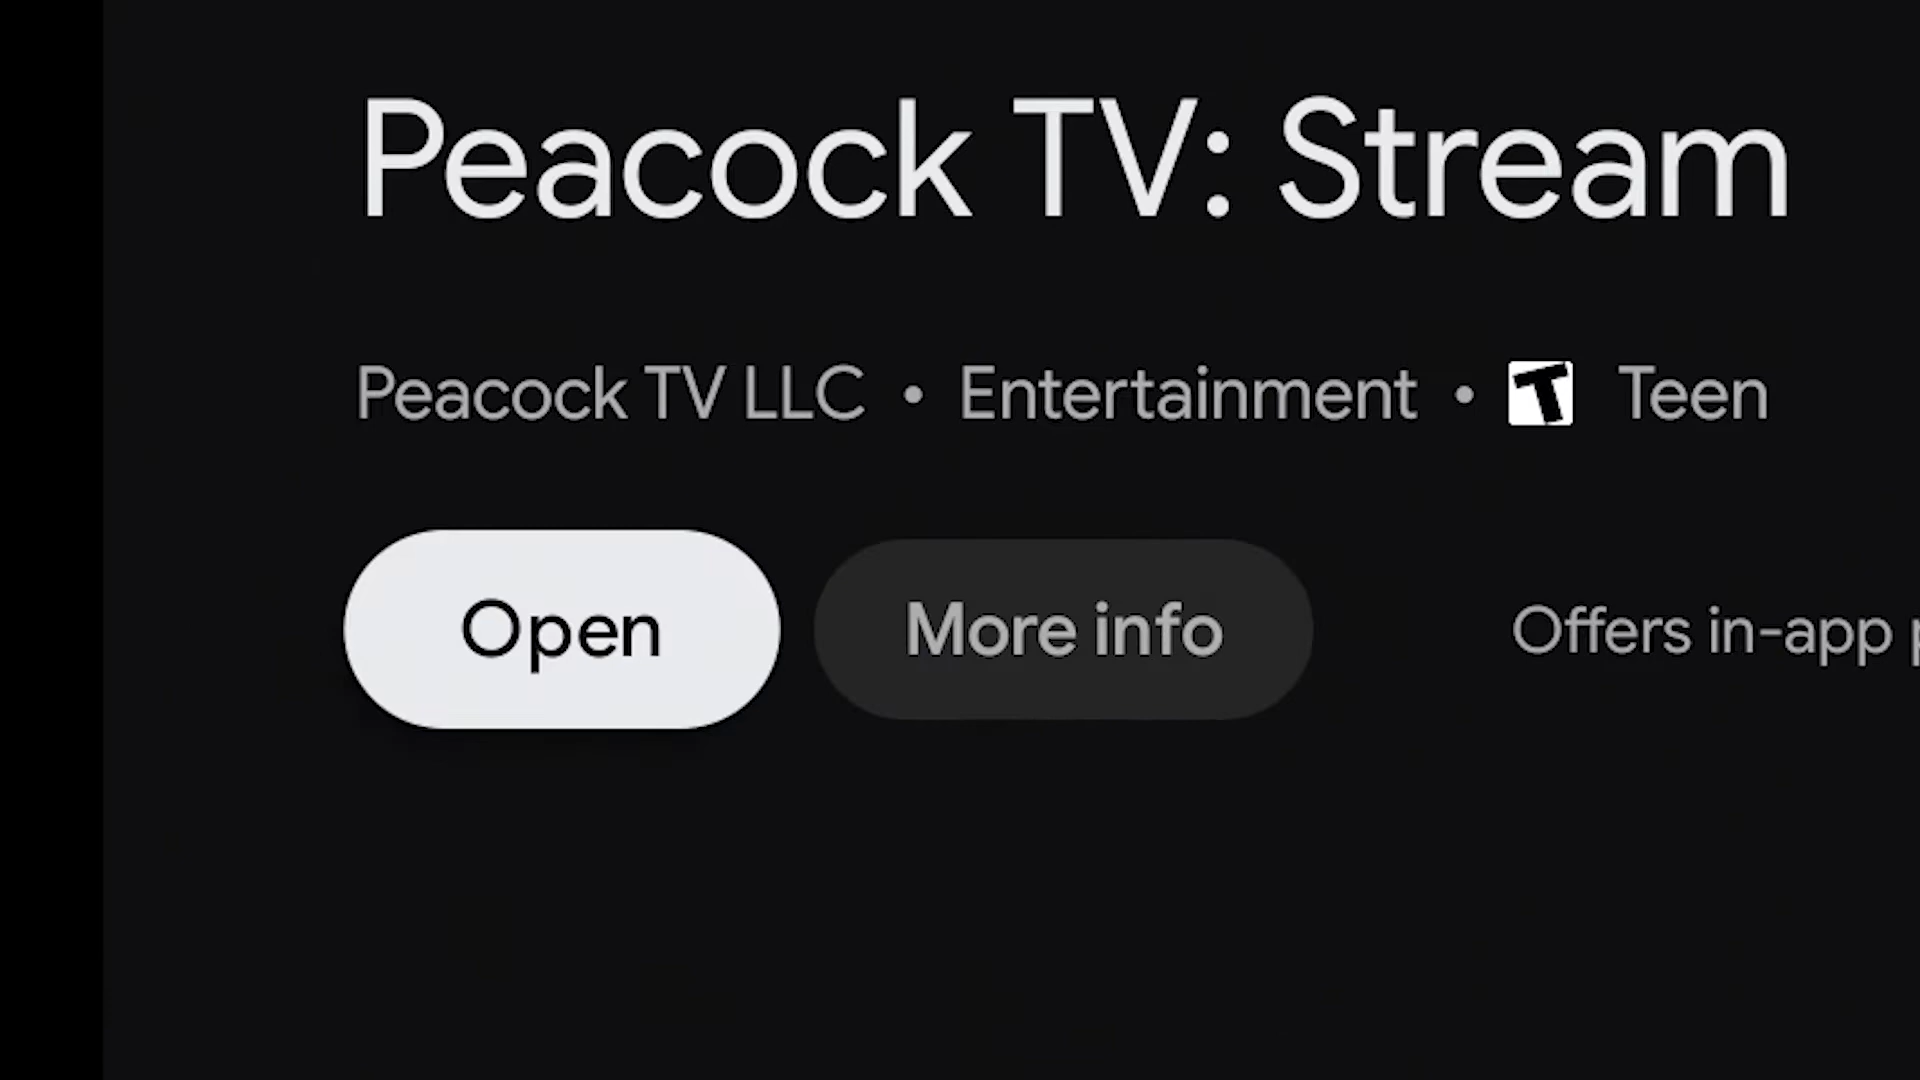 Peacock TV: Stream
Peacock TV LLC • Entertainment • T Teen
Open
More info
Offers in-app